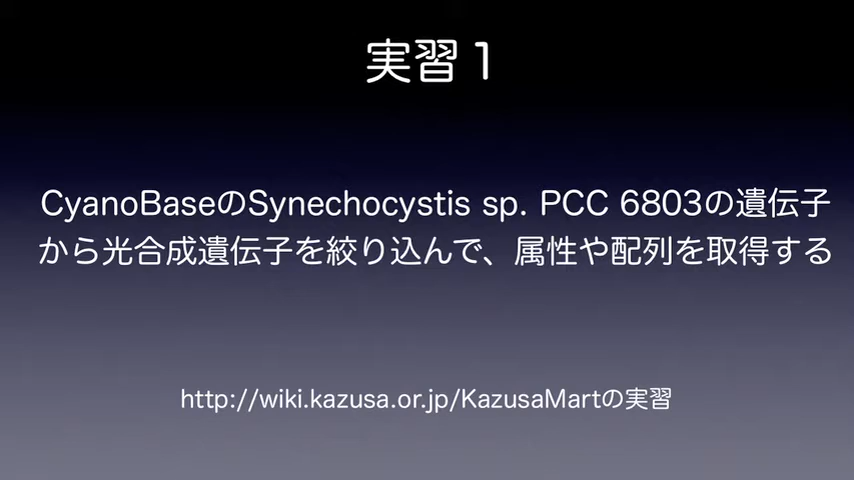 実習1
CyanoBaseのSynechocystis sp. PCC 6803の遺伝子
から光合成遺伝子を絞り込んで、属性や配列を取得する
http://wiki.kazusa.or.jp/KazusaMartの実習